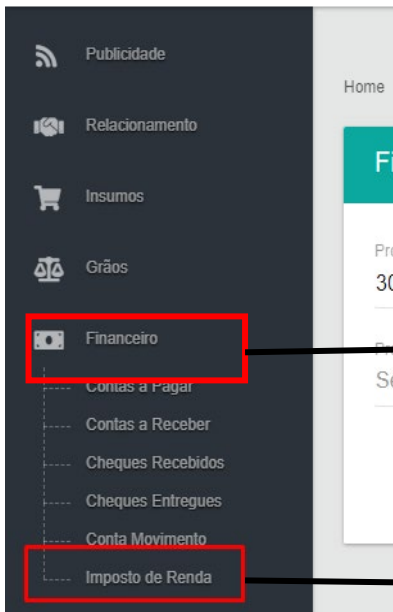 Publicidade
Home
Relacionamento
Insumos
Grãos
Financeiro
Contas a Pagar
Contas a Receber
Cheques Recebidos
Cheques Entregues
Conta Movimento
Imposto de Renda